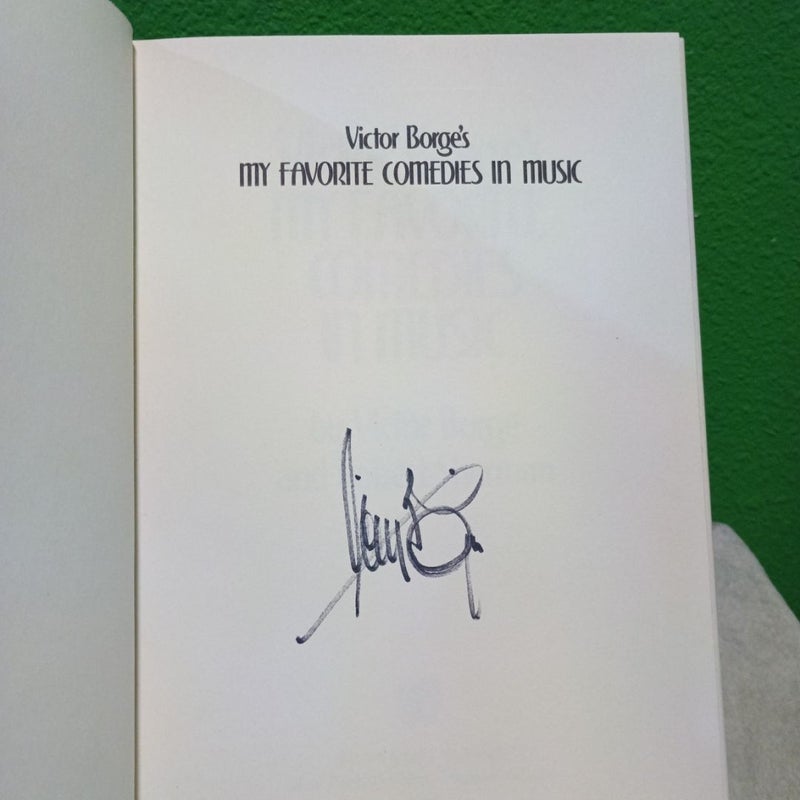 Victor Borge's
MY FAVORITE COMEDIES IN MUSIC